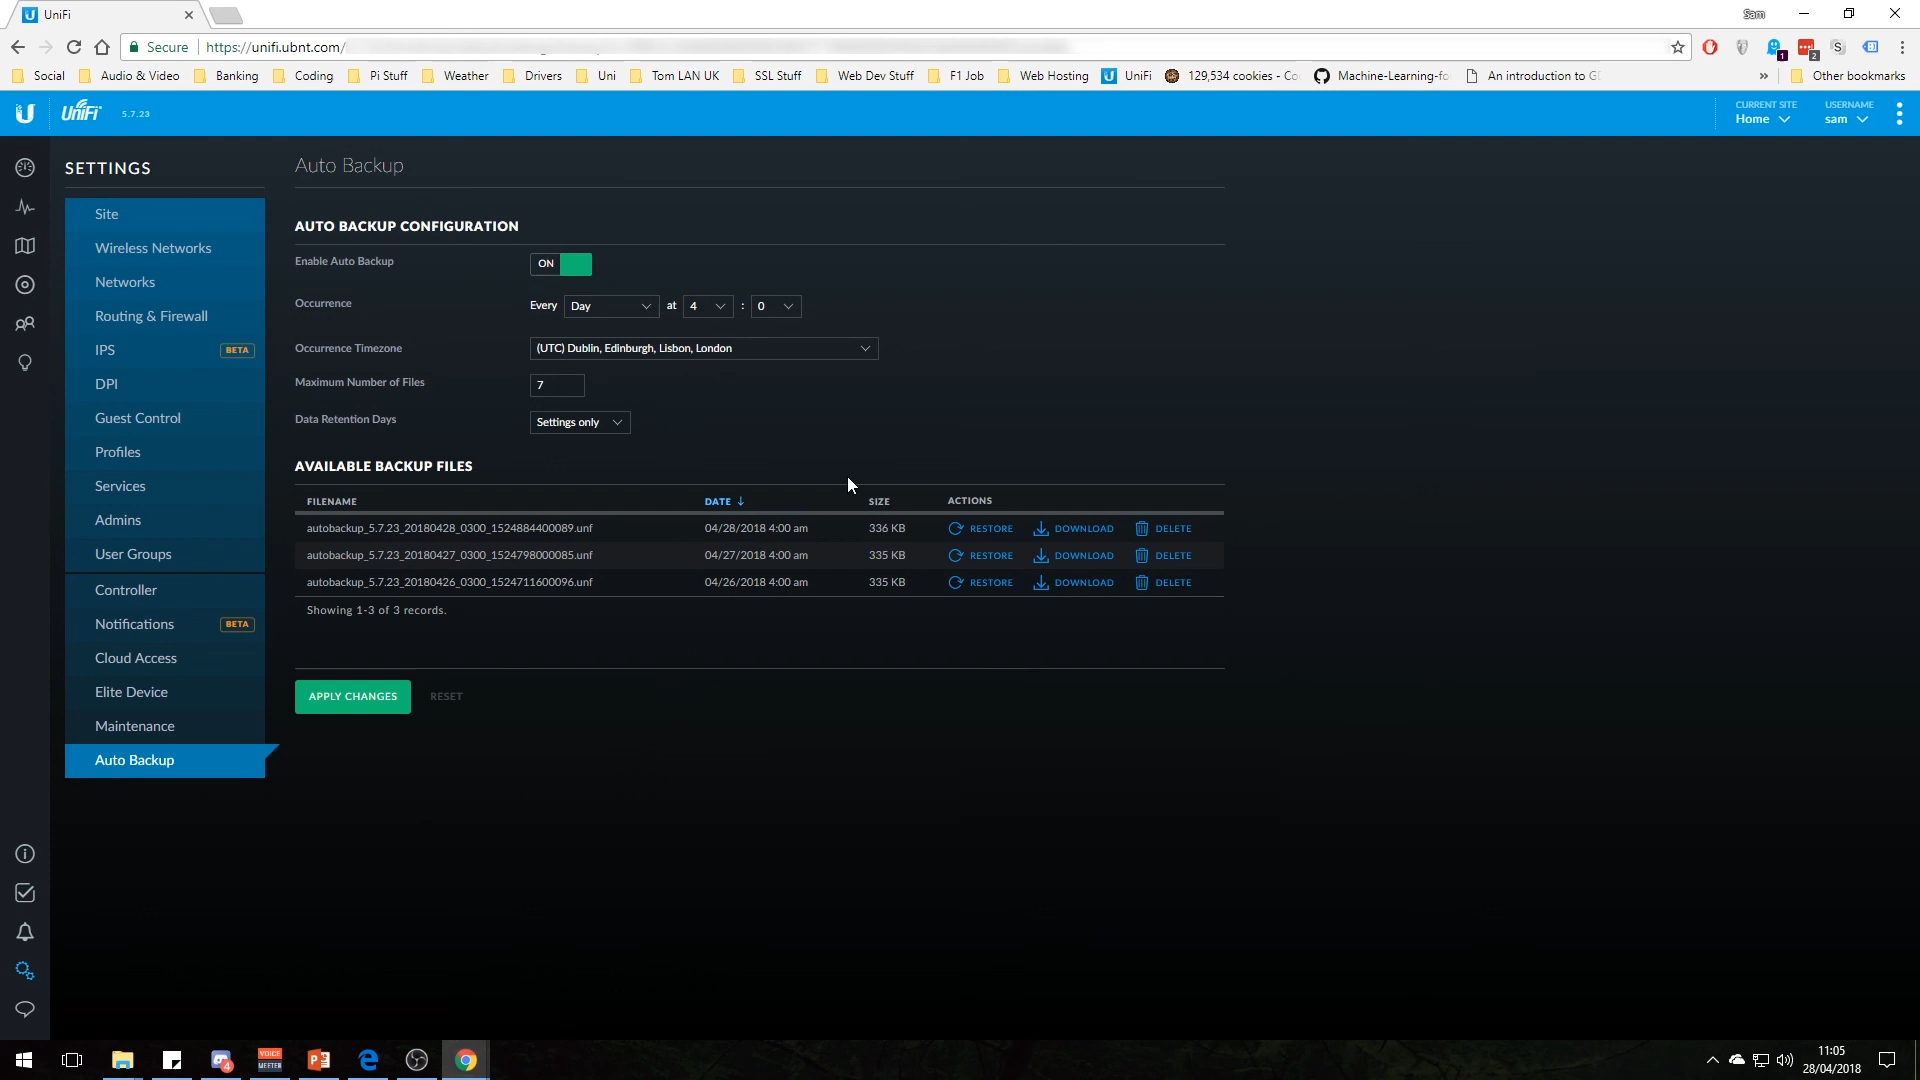 UniFi
Sam
Secure https://unifi.ubnt.com/
1 2
Social Audio & Video Banking Coding Pi Stuff Weather Drivers Uni Tom LAN UK SSL Stuff Web Dev Stuff F1 Job Web Hosting UniFi 129,534 cookies - Co Machine-Learning-fo An introduction to G » Other bookmarks
UniFi 5.7.23
CURRENT SITE USERNAME
Home sam
SETTINGS
Site
Wireless Networks
Networks
Routing & Firewall
IPS BETA
DPI
Guest Control
Profiles
Services
Admins
User Groups
Controller
Notifications BETA
Cloud Access
Elite Device
Maintenance
Auto Backup
Auto Backup
AUTO BACKUP CONFIGURATION
Enable Auto Backup ON
Occurrence Every Day at 4 : 0
Occurrence Timezone (UTC) Dublin, Edinburgh, Lisbon, London
Maximum Number of Files 7
Data Retention Days Settings only
AVAILABLE BACKUP FILES
FILENAME DATE ↓ SIZE ACTIONS
autobackup_5.7.23_20180428_0300_1524884400089.unf 04/28/2018 4:00 am 336 KB RESTORE DOWNLOAD DELETE
autobackup_5.7.23_20180427_0300_1524798000085.unf 04/27/2018 4:00 am 335 KB RESTORE DOWNLOAD DELETE
autobackup_5.7.23_20180426_0300_1524711600096.unf 04/26/2018 4:00 am 335 KB RESTORE DOWNLOAD DELETE
Showing 1-3 of 3 records.
APPLY CHANGES RESET
4
VOICE
MEETER
11:05
28/04/2018